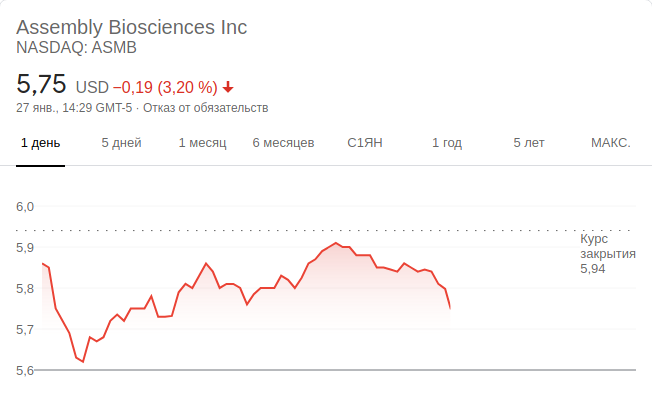 Assembly Biosciences Inc
NASDAQ: ASMB
5,75 USD −0,19 (3,20 %)
27 янв., 14:29 GMT-5 · Отказ от обязательств
1 день 5 дней 1 месяц 6 месяцев С1ЯН 1 год 5 лет МАКС.
6,0
5,9
5,8
5,7
5,6
Курс
закрытия
5,94